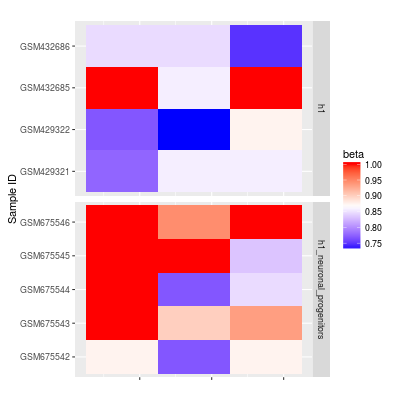 GSM432686
GSM432685
GSM429322
GSM429321
h1
GSM675546
GSM675545
GSM675544
GSM675543
GSM675542
h1_neuronal_progenitors
Sample ID
beta
1.00
0.95
0.90
0.85
0.80
0.75